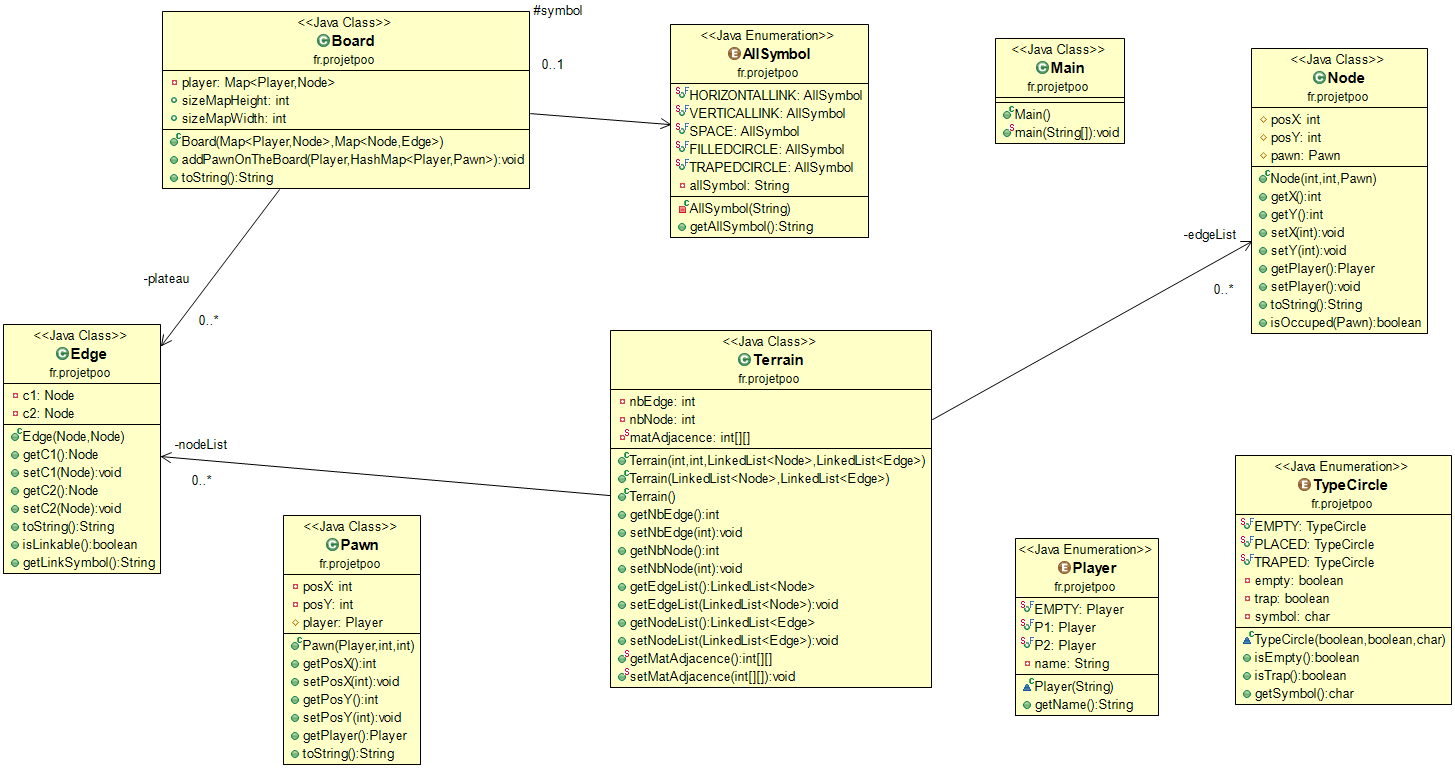 <<Java Class>>
Board
fr.projetpoo
player: Map<Player,Node>
sizeMapHeight: int
sizeMapWidth: int
Board(Map<Player,Node>,Map<Node,Edge>)
addPawnOnTheBoard(Player,HashMap<Player,Pawn>):void
toString():String
#symbol
0..1
<<Java Enumeration>>
AllSymbol
fr.projetpoo
HORIZONTALLINK: AllSymbol
VERTICALLINK: AllSymbol
SPACE: AllSymbol
FILLEDCIRCLE: AllSymbol
TRAPEDCIRCLE: AllSymbol
allSymbol: String
AllSymbol(String)
getAllSymbol():String
<<Java Class>>
Main
fr.projetpoo
Main()
main(String[]):void
<<Java Class>>
Node
fr.projetpoo
posX: int
posY: int
pawn: Pawn
Node(int,int,Pawn)
getX():int
getY():int
setX(int):void
setY(int):void
getPlayer():Player
setPlayer():void
toString():String
isOccuped(Pawn):boolean
-edgeList
0..*
-plateau
0..*
<<Java Class>>
Edge
fr.projetpoo
c1: Node
c2: Node
Edge(Node,Node)
getC1():Node
setC1(Node):void
getC2():Node
setC2(Node):void
toString():String
isLinkable():boolean
getLinkSymbol():String
-nodeList
0..*
<<Java Class>>
Terrain
fr.projetpoo
nbEdge: int
nbNode: int
matAdjacence: int[][]
Terrain(int,int,LinkedList<Node>,LinkedList<Edge>)
Terrain(LinkedList<Node>,LinkedList<Edge>)
Terrain()
getNbEdge():int
setNbEdge(int):void
getNbNode():int
setNbNode(int):void
getEdgeList():LinkedList<Node>
setEdgeList(LinkedList<Node>):void
getNodeList():LinkedList<Edge>
setNodeList(LinkedList<Edge>):void
getMatAdjacence():int[][]
setMatAdjacence(int[][]):void
<<Java Class>>
Pawn
fr.projetpoo
posX: int
posY: int
player: Player
Pawn(Player,int,int)
getPosX():int
setPosX(int):void
getPosY():int
setPosY(int):void
getPlayer():Player
toString():String
<<Java Enumeration>>
Player
fr.projetpoo
EMPTY: Player
P1: Player
P2: Player
name: String
Player(String)
getName():String
<<Java Enumeration>>
TypeCircle
fr.projetpoo
EMPTY: TypeCircle
PLACED: TypeCircle
TRAPED: TypeCircle
empty: boolean
trap: boolean
symbol: char
TypeCircle(boolean,boolean,char)
isEmpty():boolean
isTrap():boolean
getSymbol():char